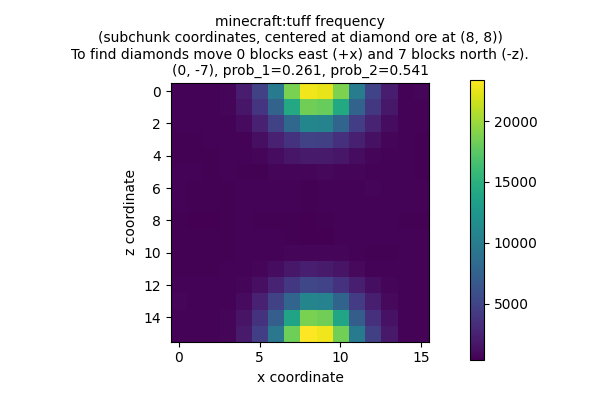 minecraft:tuff frequency
(subchunk coordinates, centered at diamond ore at (8, 8))
To find diamonds move 0 blocks east (+x) and 7 blocks north (-z).
(0, -7), prob_1=0.261, prob_2=0.541
0
2
4
6
8
10
12
14
z coordinate
0
5
10
15
x coordinate
20000
15000
10000
5000